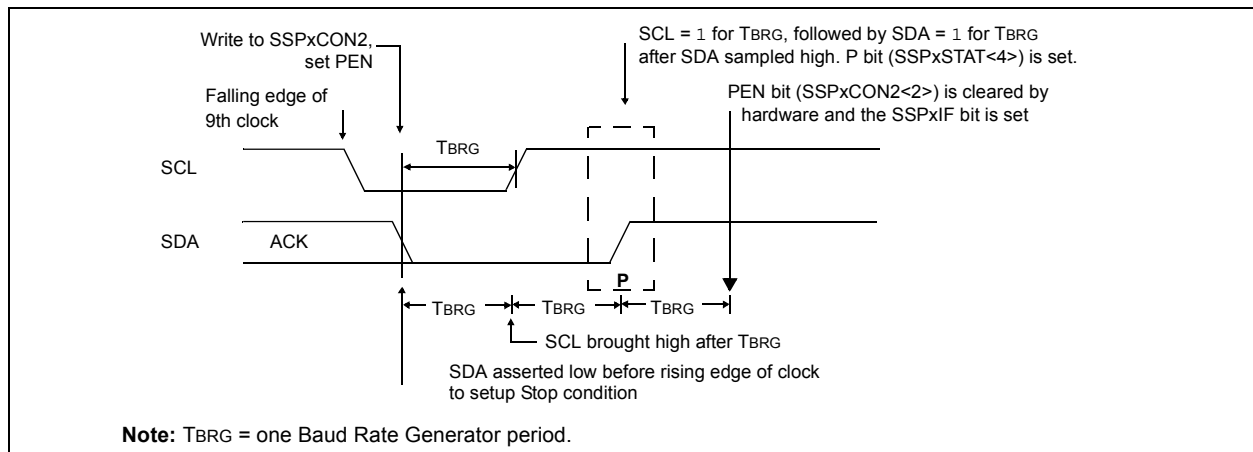 Write to SSPxCON2,
set PEN
SCL = 1 for TBRG, followed by SDA = 1 for TBRG
after SDA sampled high. P bit (SSPxSTAT<4>) is set.
Falling edge of
9th clock
PEN bit (SSPxCON2<2>) is cleared by
hardware and the SSPxIF bit is set
TBRG
SCL
SDA
ACK
P
TBRG
TBRG
TBRG
SCL brought high after TBRG
SDA asserted low before rising edge of clock
to setup Stop condition
Note: TBRG = one Baud Rate Generator period.